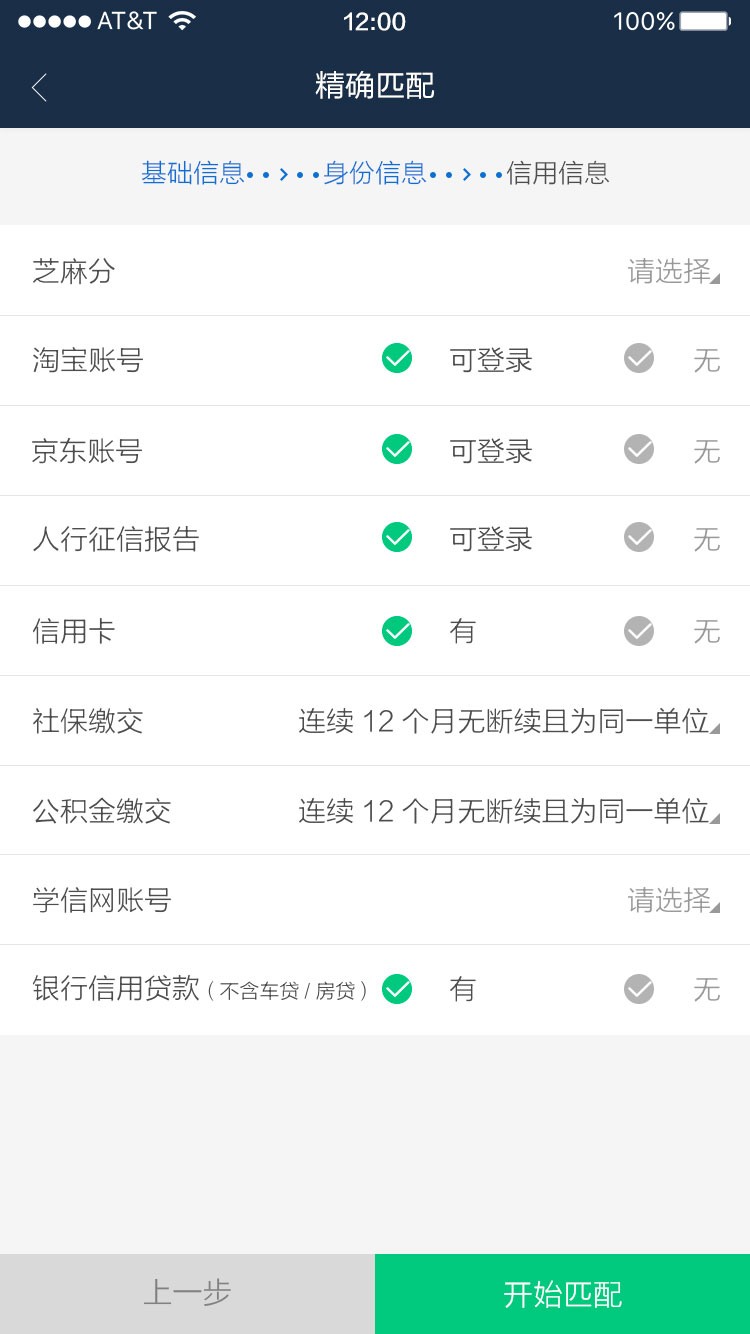 AT&T 12:00 100%
精确匹配
基础信息 身份信息 信用信息
芝麻分 请选择
淘宝账号 可登录 无
京东账号 可登录 无
人行征信报告 可登录 无
信用卡 有 无
社保缴交 连续 12 个月无断续且为同一单位
公积金缴交 连续 12 个月无断续且为同一单位
学信网账号 请选择
银行信用贷款 ( 不含车贷 / 房贷 ) 有 无
上一步 开始匹配